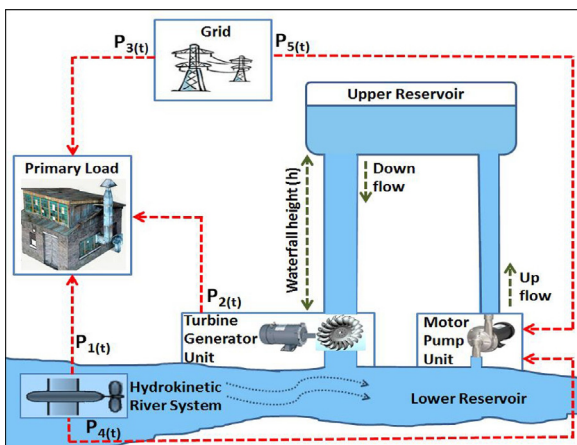 P3(t)
Grid
P5(t)
Upper Reservoir
Primary Load
Waterfall height (h)
Down
flow
P2(t)
Up
flow
Turbine
Generator
Unit
Motor
Pump
Unit
P1(t)
Hydrokinetic
River System
Lower Reservoir
P4(t)